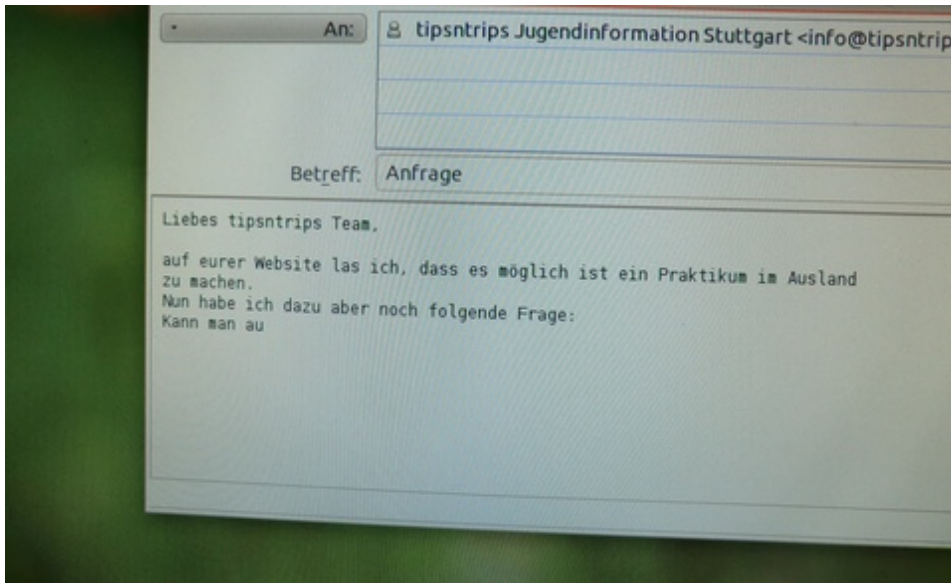 An:
tipsntrips Jugendinformation Stuttgart <info@tipsntrip
Betreff:
Anfrage
Liebes tipsntrips Team,
auf eurer Website las ich, dass es möglich ist ein Praktikum im Ausland
zu machen.
Nun habe ich dazu aber noch folgende Frage:
Kann man au